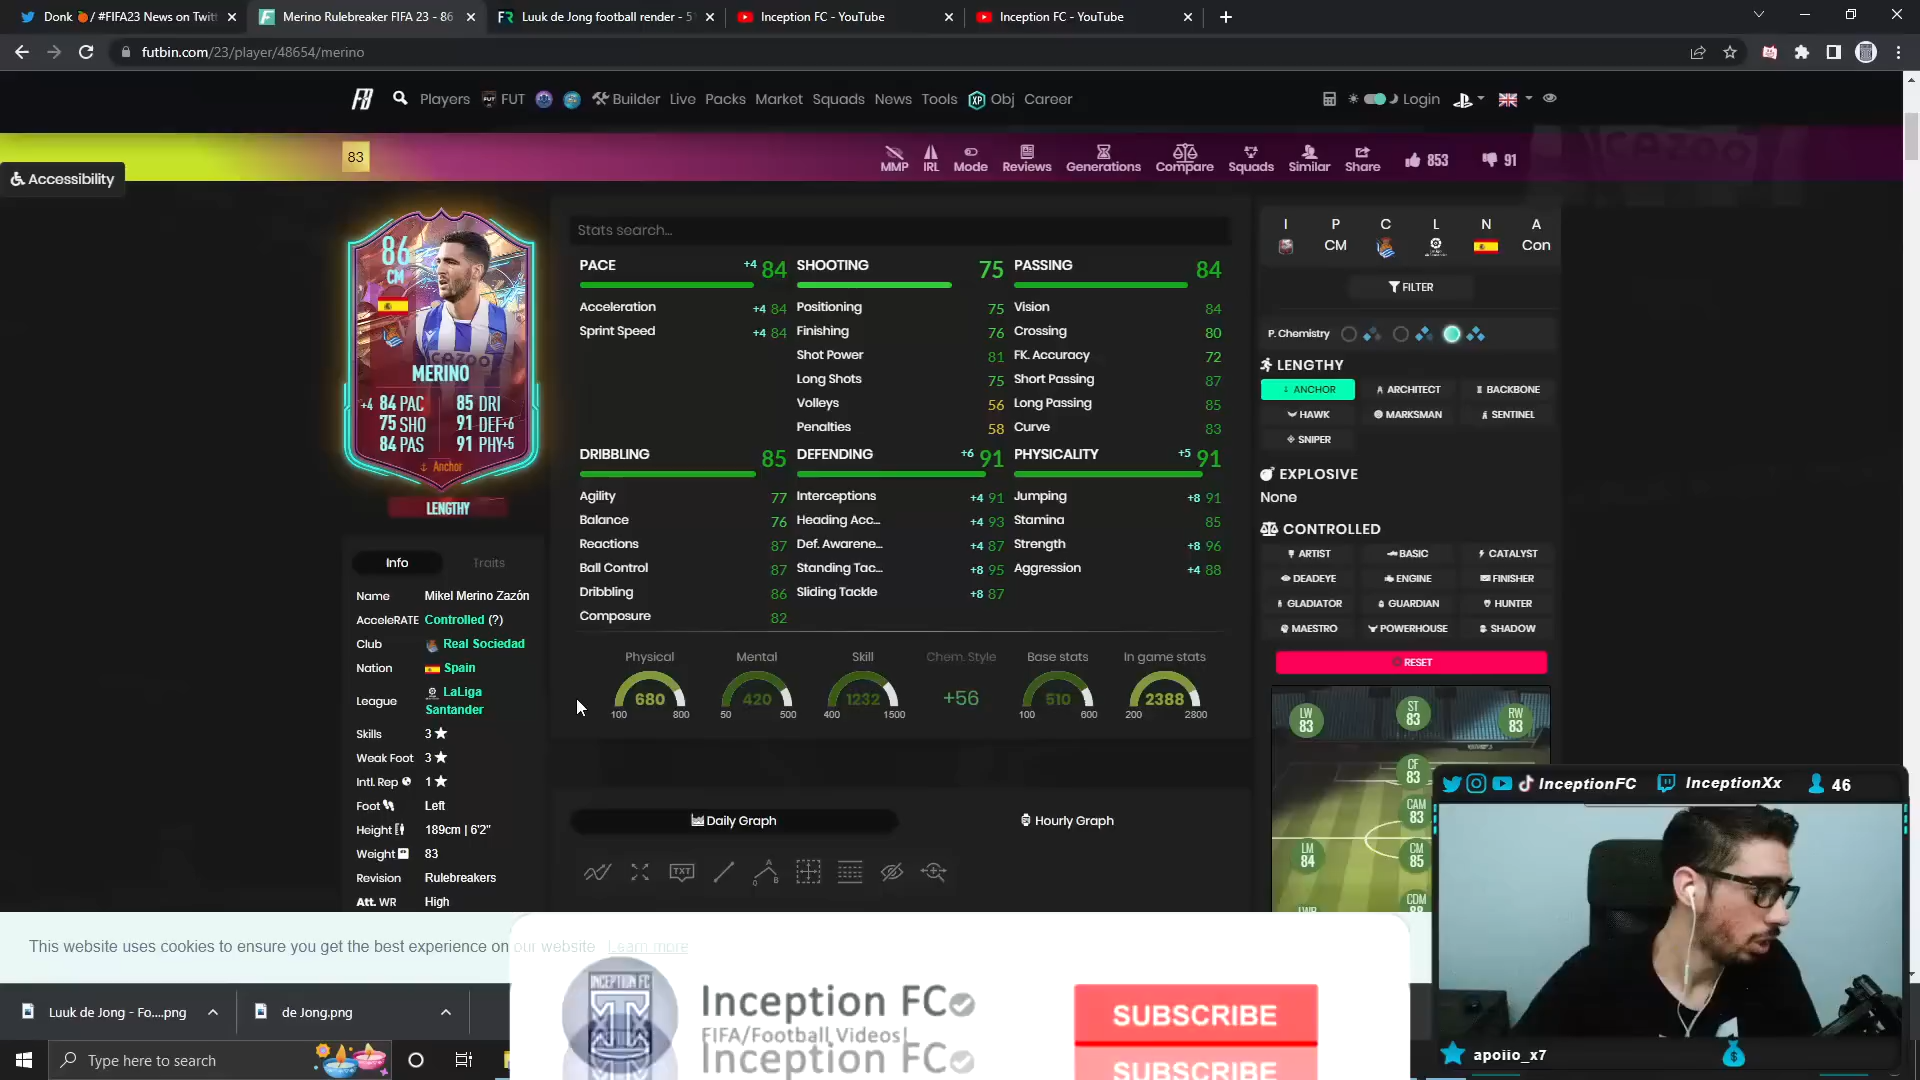 Donk 🍑 / #FIFA23 News on Twitt
Merino Rulebreaker FIFA 23 - 86
Luuk de Jong football render - 5
Inception FC - YouTube
Inception FC - YouTube
futbin.com/23/player/48654/merino
Players FUT Builder Live Packs Market Squads News Tools Obj Career
Login
83
MMP IRL Mode Reviews Generations Compare Squads Similar Share 853 91
Accessibility
86
CM
CAZOO
MERINO
+4 84 PAC 85 DRI
75 SHO 91 DEF+6
84 PAS 91 PHY+5
Anchor
LENGTHY
Stats search...
PACE +4 84
Acceleration +4 84
Sprint Speed +4 84
SHOOTING 75
Positioning 75
Finishing 76
Shot Power 81
Long Shots 75
Volleys 56
Penalties 58
PASSING 84
Vision 84
Crossing 80
FK. Accuracy 72
Short Passing 87
Long Passing 85
Curve 83
DRIBBLING 85
Agility 77
Balance 76
Reactions 87
Ball Control 87
Dribbling 86
Composure 82
DEFENDING +6 91
Interceptions +4 91
Heading Acc... +4 93
Def. Awarene... +4 87
Standing Tac... +8 95
Sliding Tackle +8 87
PHYSICALITY +5 91
Jumping +8 91
Stamina 85
Strength +8 96
Aggression +4 88
Physical 680 100 800
Mental 420 50 500
Skill 1232 400 1500
Chem. Style +56
Base stats 510 100 600
In game stats 2388 200 2800
Daily Graph
Hourly Graph
TXT
Info Traits
Name Mikel Merino Zazón
AcceleRATE Controlled (?)
Club Real Sociedad
Nation Spain
League LaLiga
Santander
Skills 3
Weak Foot 3
Intl. Rep 1
Foot Left
Height 189cm | 6'2"
Weight 83
Revision Rulebreakers
Att. WR High
I P C L N A
CM Con
FILTER
P. Chemistry
LENGTHY
ANCHOR ARCHITECT BACKBONE
HAWK MARKSMAN SENTINEL
SNIPER
EXPLOSIVE
None
CONTROLLED
ARTIST BASIC CATALYST
DEADEYE ENGINE FINISHER
GLADIATOR GUARDIAN HUNTER
MAESTRO POWERHOUSE SHADOW
RESET
LW 83
ST 83
RW 83
CF 83
CAM 83
LM 84
CM 85
CDM 88
LWB
InceptionFC InceptionXx 46
apoiio_x7
This website uses cookies to ensure you get the best experience on our website Learn more
Luuk de Jong - Fo....png
de Jong.png
INCEPTION FC
Inception FC
FIFA/Football Videos!
Inception FC
SUBSCRIBE
SUBSCRIBE
Type here to search